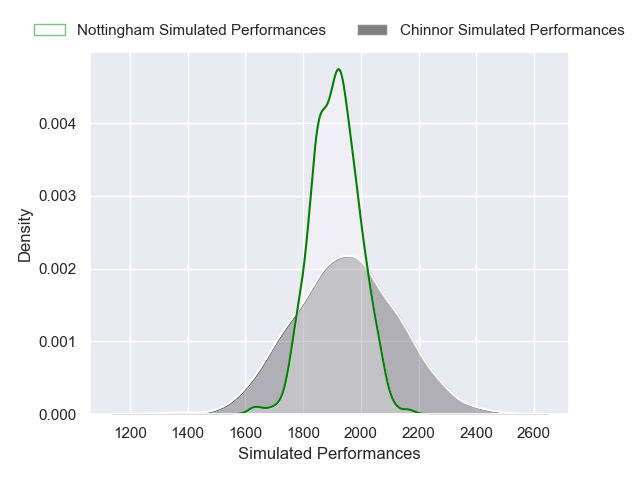 Nottingham Simulated Performances
Chinnor Simulated Performances
0.004
0.003
0.002
0.001
0.000
Density
1200 1400 1600 1800 2000 2200 2400 2600
Simulated Performances